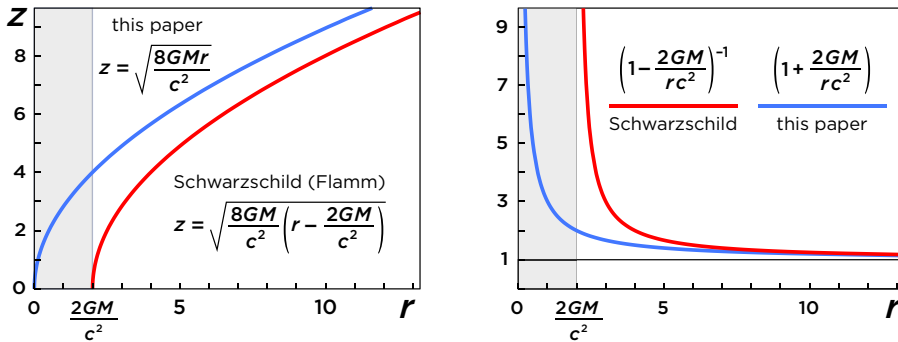 z
8
6
4
2
0
this paper
z = √(8GMr/c²)
Schwarzschild (Flamm)
z = √(8GM/c² (r − 2GM/c²))
0
2GM/c²
5
10
r
9
7
5
3
1
(1 − 2GM/rc²)⁻¹
(1 + 2GM/rc²)
Schwarzschild
this paper
0
2GM/c²
5
10
r